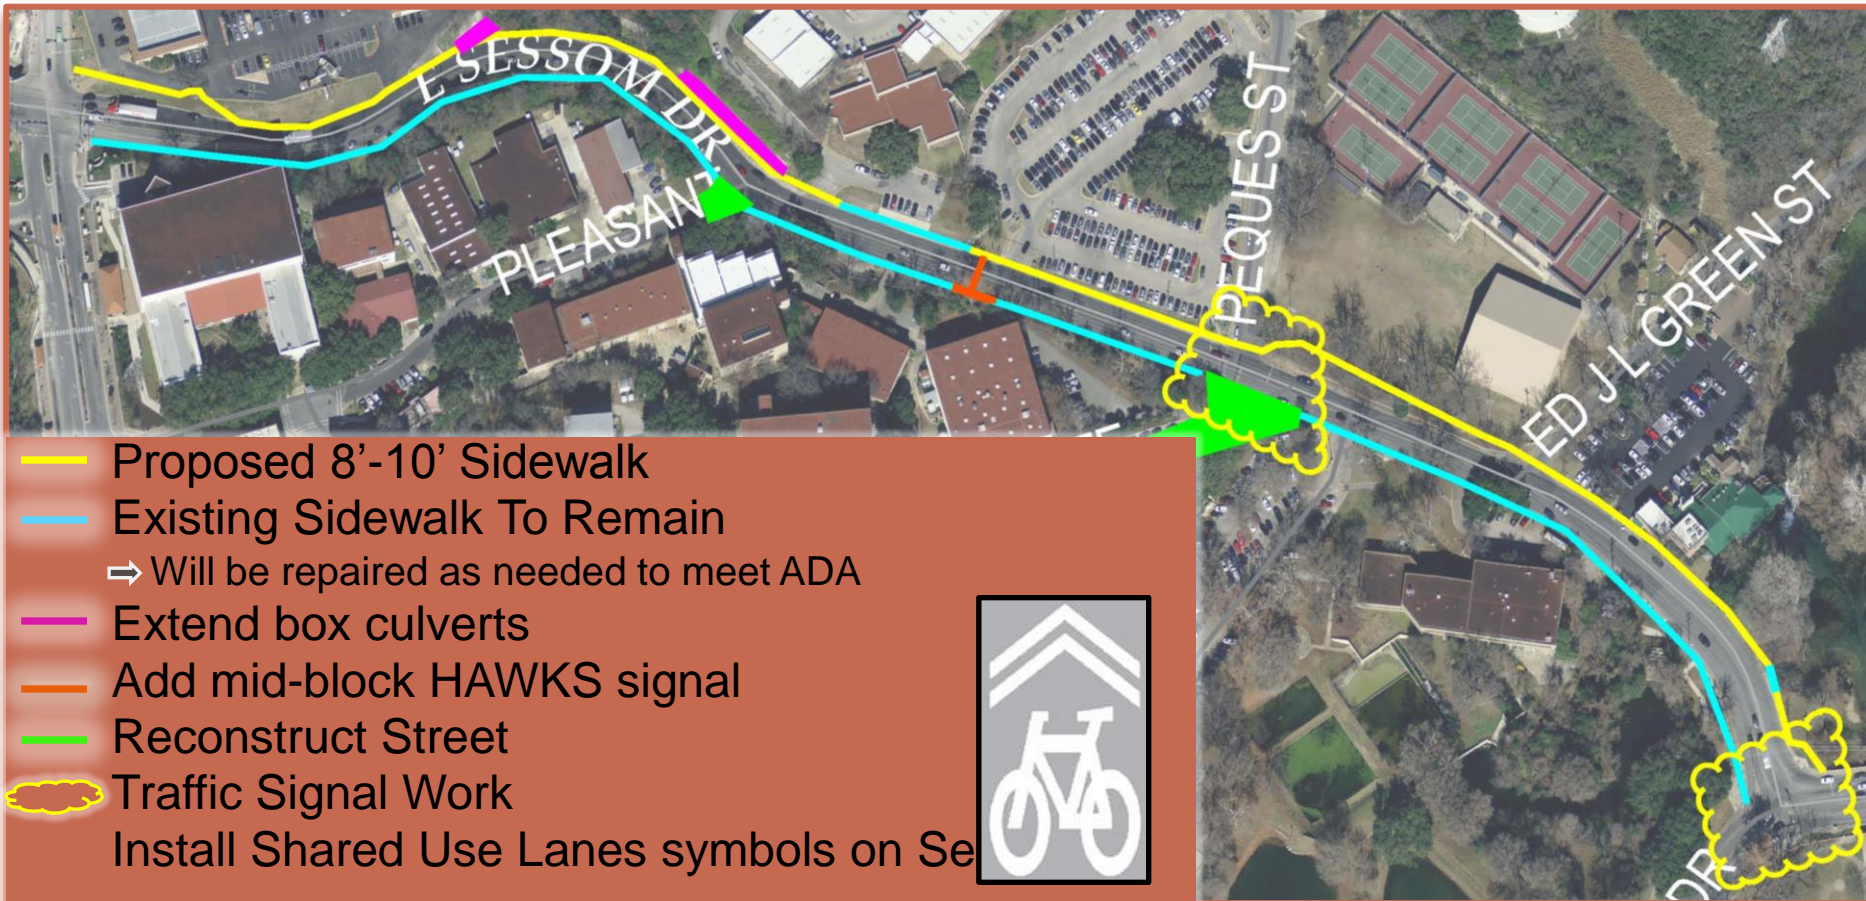 E SESSOM DR
PLEASANT
PEQUES ST
ED J L GREEN ST
DR
Proposed 8’-10’ Sidewalk
Existing Sidewalk To Remain
Will be repaired as needed to meet ADA
Extend box culverts
Add mid-block HAWKS signal
Reconstruct Street
Traffic Signal Work
Install Shared Use Lanes symbols on Se